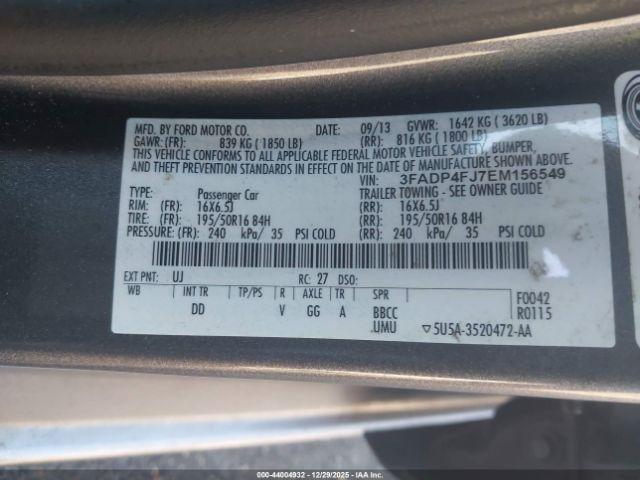 MFD. BY FORD MOTOR CO. DATE: 09/13 GVWR: 1642 KG ( 3620 LB)
GAWR: (FR): 839 KG ( 1850 LB) (RR): 816 KG ( 1800 LB)
THIS VEHICLE CONFORMS TO ALL APPLICABLE FEDERAL MOTOR VEHICLE SAFETY, BUMPER,
AND THEFT PREVENTION STANDARDS IN EFFECT ON THE DATE OF MANUFACTURE SHOWN ABOVE.
VIN: 3FADP4FJ7EM156549
TYPE: Passenger Car TRAILER TOWING - SEE OWNER GUIDE
RIM: (FR): 16X6.5J (RR): 16X6.5J
TIRE: (FR): 195/50R16 84H (RR): 195/50R16 84H
PRESSURE: (FR): 240 kPa/ 35 PSI COLD (RR): 240 kPa/ 35 PSI COLD
EXT PNT: UJ RC: 27 DSO:
WB INT TR TP/PS R AXLE TR SPR F0042
DD V GG A BBCC R0115
UMU ▽5U5A-3520472-AA
000-44004932 - 12/29/2025 - IAAI.com